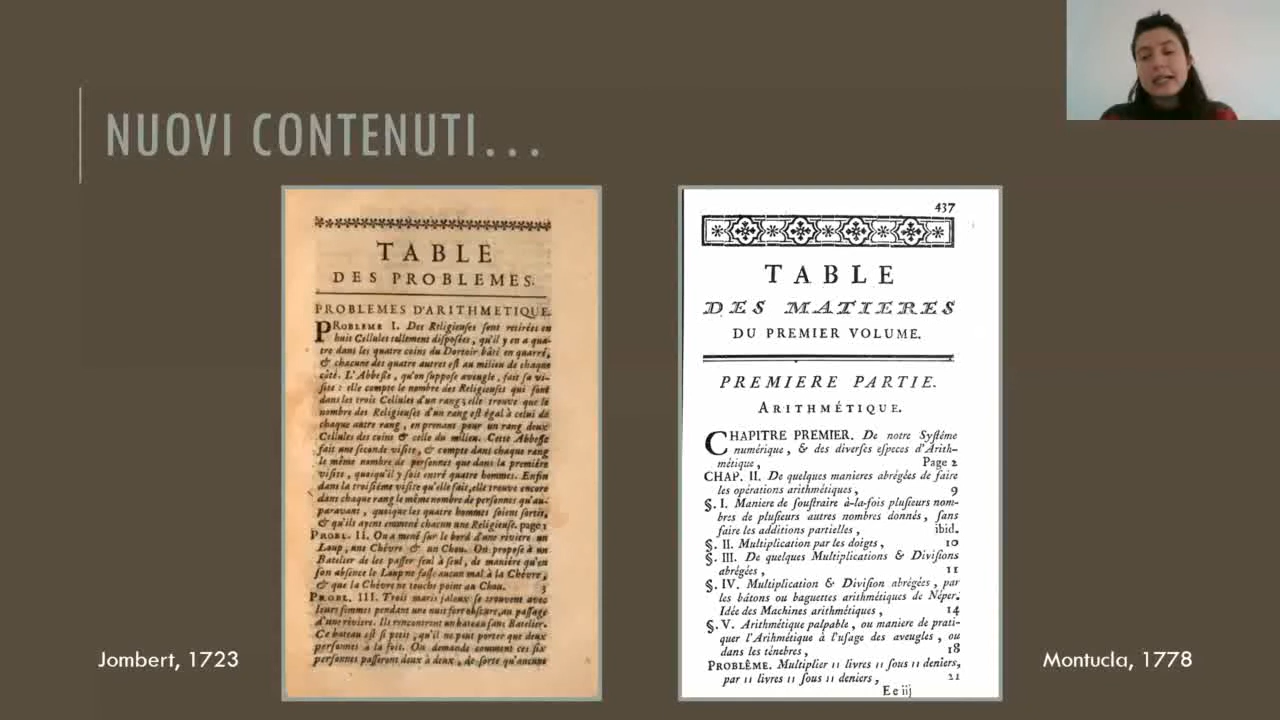 NUOVI CONTENUTI...
TABLE
DES PROBLEMES.
PROBLEMES D'ARITHMETIQUE.
PROBLEME I. Des Religieuſes ſont retirées en
huit Cellules tellement diſpoſées, qu'il y en a qua-
tre dans les quatre coins du Dortoir bâti en quarré,
& chacune des quatre autres eſt au milieu de chaque
côté. L'Abbeſſe, qu'on ſuppoſe aveugle, fait ſa vi-
ſite: elle compte le nombre des Religieuſes qui ſont
dans les trois Cellules d'un rang; elle trouve que le
nombre des Religieuſes d'un rang eſt égal à celui de
chaque autre rang, en prenant pour un rang deux
Cellules des coins & celle du milieu. Cette Abbeſſe
fait une ſeconde viſite, & compte dans chaque rang
le même nombre de perſonnes que dans la première
viſite, quoiqu'il y ſoit entré quatre hommes. Enfin
dans la troiſiéme viſite qu'elle fait, elle trouve encore
dans chaque rang le même nombre de perſonnes qu'au-
paravant, quoique les quatre hommes ſoient ſortis,
& qu'ils ayent emmené chacun une Religieuſe. page 1
PROBL. II. On a mené ſur le bord d'une riviére un
Loup, une Chévre & un Chou. On propoſe à un
Batelier de les paſſer ſeul à ſeul, de maniére qu'en
ſon abſence le Loup ne faſſe aucun mal à la Chévre,
& que la Chévre ne touche point au Chou. 3
PROBL. III. Trois maris jaloux ſe trouvent avec
leurs femmes pendant une nuit fort obſcure, au paſſage
d'une riviére. Ils rencontrent un bateau ſans Batelier.
Ce bateau eſt ſi petit, qu'il ne peut porter que deux
perſonnes à la fois. On demande comment ces ſix
perſonnes paſſeront deux à deux, de ſorte qu'aucune
Jombert, 1723
437
TABLE
DES MATIERES
DU PREMIER VOLUME.
PREMIERE PARTIE.
ARITHMÉTIQUE.
CHAPITRE PREMIER. De notre Syſtéme
numérique, & des diverſes eſpeces d'Arith-
métique, Page 2
CHAP. II. De quelques manieres abrégées de faire
les opérations arithmétiques, 9
§. I. Maniere de ſouſtraire à-la-fois pluſieurs nom-
bres de pluſieurs autres nombres donnés, ſans
faire les additions partielles, ibid.
§. II. Multiplication par les doigts, 10
§. III. De quelques Multiplications & Diviſions
abrégées, 11
§. IV. Multiplication & Diviſion abrégées, par
les bâtons ou baguettes arithmétiques de Néper.
Idée des Machines arithmétiques, 14
§. V. Arithmétique palpable, ou maniere de prati-
quer l'Arithmétique à l'uſage des aveugles, ou
dans les ténebres, 18
PROBLÊME. Multiplier 11 livres 11 ſous 11 deniers,
par 11 livres 11 ſous 11 deniers, 21
E e iij
Montucla, 1778